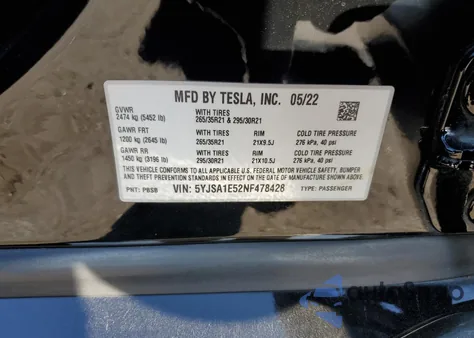 MFD BY TESLA, INC. 05/22
GVWR
2474 kg (5452 lb)
WITH TIRES
265/35R21 & 295/30R21
GAWR FRT
1200 kg (2645 lb)
WITH TIRES
265/35R21
RIM
21X9.5J
COLD TIRE PRESSURE
276 kPa, 40 psi
GAWR RR
1450 kg (3196 lb)
WITH TIRES
295/30R21
RIM
21X10.5J
COLD TIRE PRESSURE
276 kPa, 40 psi
THIS VEHICLE CONFORMS TO ALL APPLICABLE U.S. FEDERAL MOTOR VEHICLE SAFETY, BUMPER
AND THEFT PREVENTION STANDARDS IN EFFECT ON THE DATE OF MANUFACTURE SHOWN ABOVE.
PNT: PBSB VIN: 5YJSA1E52NF478428 TYPE: PASSENGER